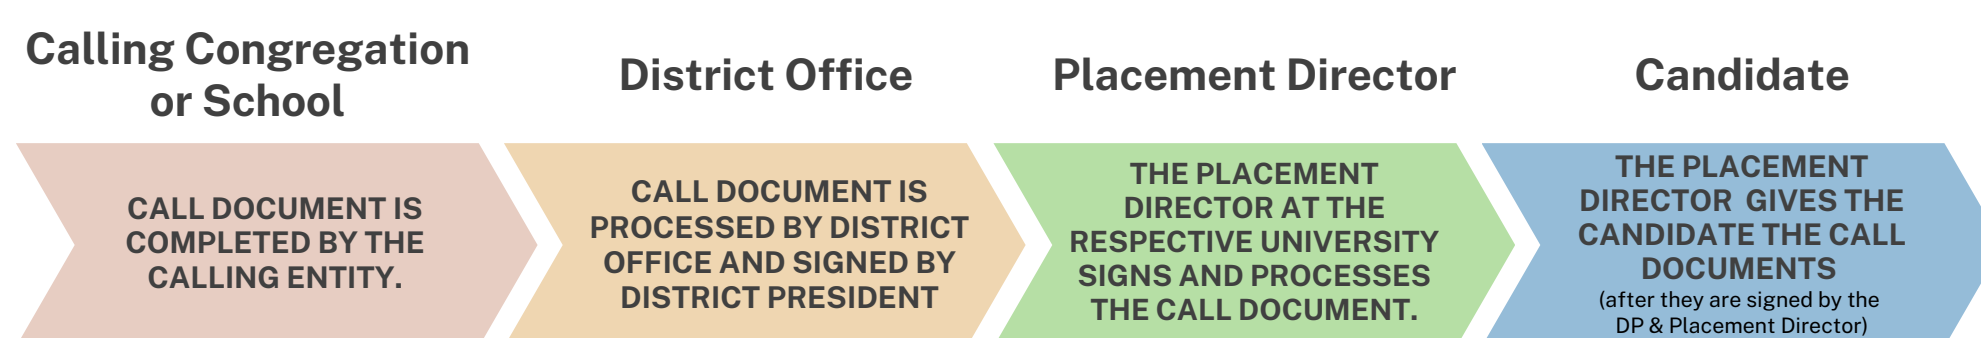 Calling Congregation
or School
CALL DOCUMENT IS
COMPLETED BY THE
CALLING ENTITY.
District Office
CALL DOCUMENT IS
PROCESSED BY DISTRICT
OFFICE AND SIGNED BY
DISTRICT PRESIDENT
Placement Director
THE PLACEMENT
DIRECTOR AT THE
RESPECTIVE UNIVERSITY
SIGNS AND PROCESSES
THE CALL DOCUMENT.
Candidate
THE PLACEMENT
DIRECTOR GIVES THE
CANDIDATE THE CALL
DOCUMENTS
(after they are signed by the
DP & Placement Director)